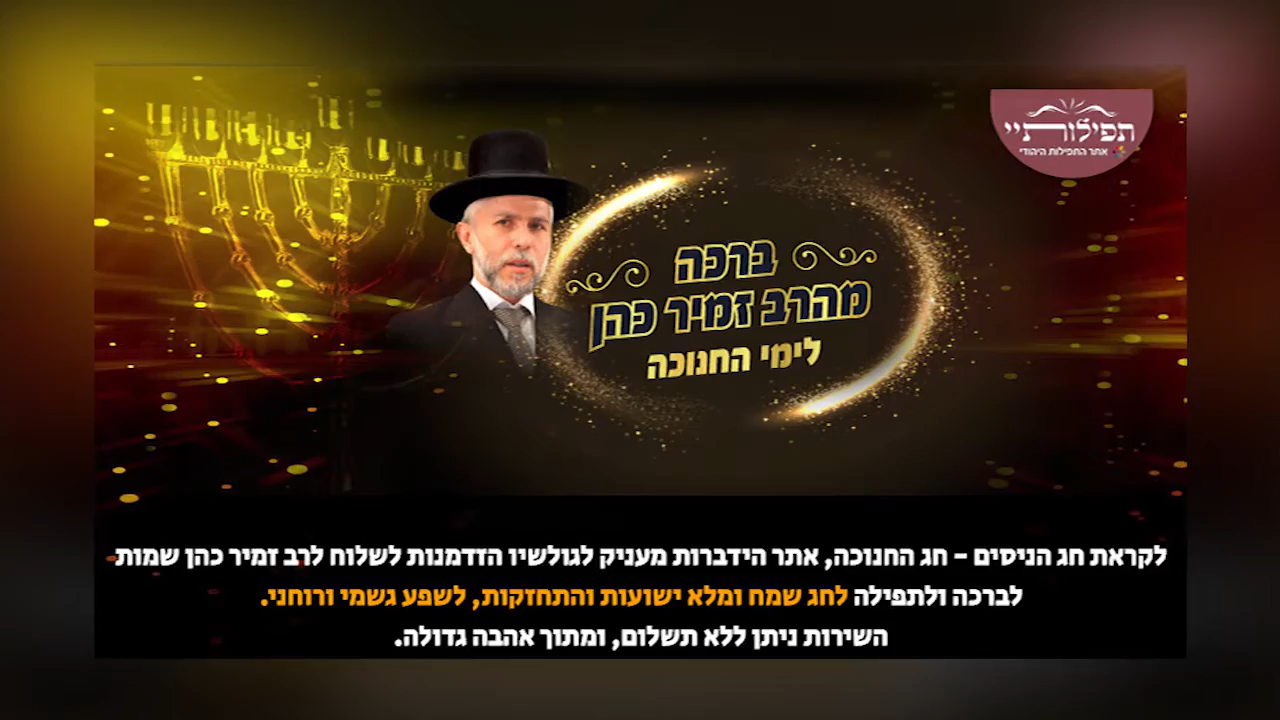 תפילותיי
אתר התפילות היהודי
ברכה
מהרב זמיר כהן
לימי החנוכה
לקראת חג הניסים - חג החנוכה, אתר הידברות מעניק לגולשיו הזדמנות לשלוח לרב זמיר כהן שמות
לברכה ולתפילה לחג שמח ומלא ישועות והתחזקות, לשפע גשמי ורוחני.
השירות ניתן ללא תשלום, ומתוך אהבה גדולה.